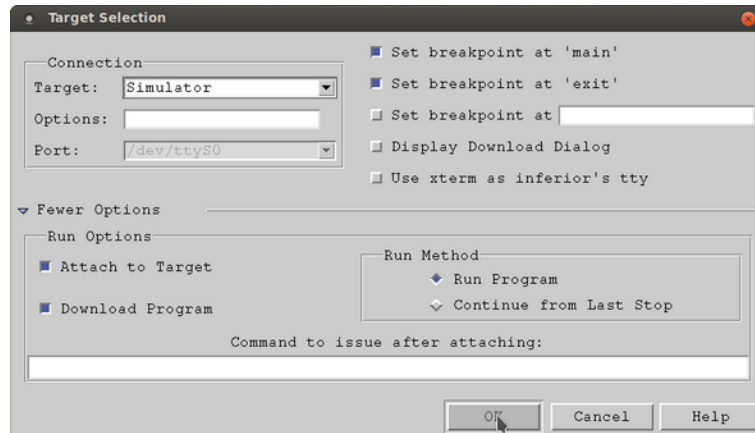 Target Selection
Connection
Target: Simulator
Options:
Port: /dev/ttyS0
Set breakpoint at 'main'
Set breakpoint at 'exit'
Set breakpoint at
Display Download Dialog
Use xterm as inferior's tty
Fewer Options
Run Options
Attach to Target
Download Program
Run Method
Run Program
Continue from Last Stop
Command to issue after attaching:
OK Cancel Help